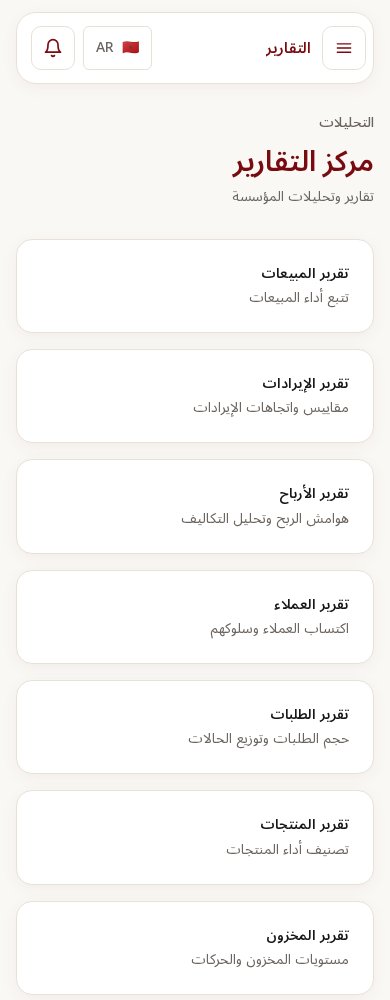 التقارير
AR
التحليلات
مركز التقارير
تقارير وتحليلات المؤسسة
تقرير المبيعات
تتبع أداء المبيعات
تقرير الإيرادات
مقاييس واتجاهات الإيرادات
تقرير الأرباح
هوامش الربح وتحليل التكاليف
تقرير العملاء
اكتساب العملاء وسلوكهم
تقرير الطلبات
حجم الطلبات وتوزيع الحالات
تقرير المنتجات
تصنيف أداء المنتجات
تقرير المخزون
مستويات المخزون والحركات